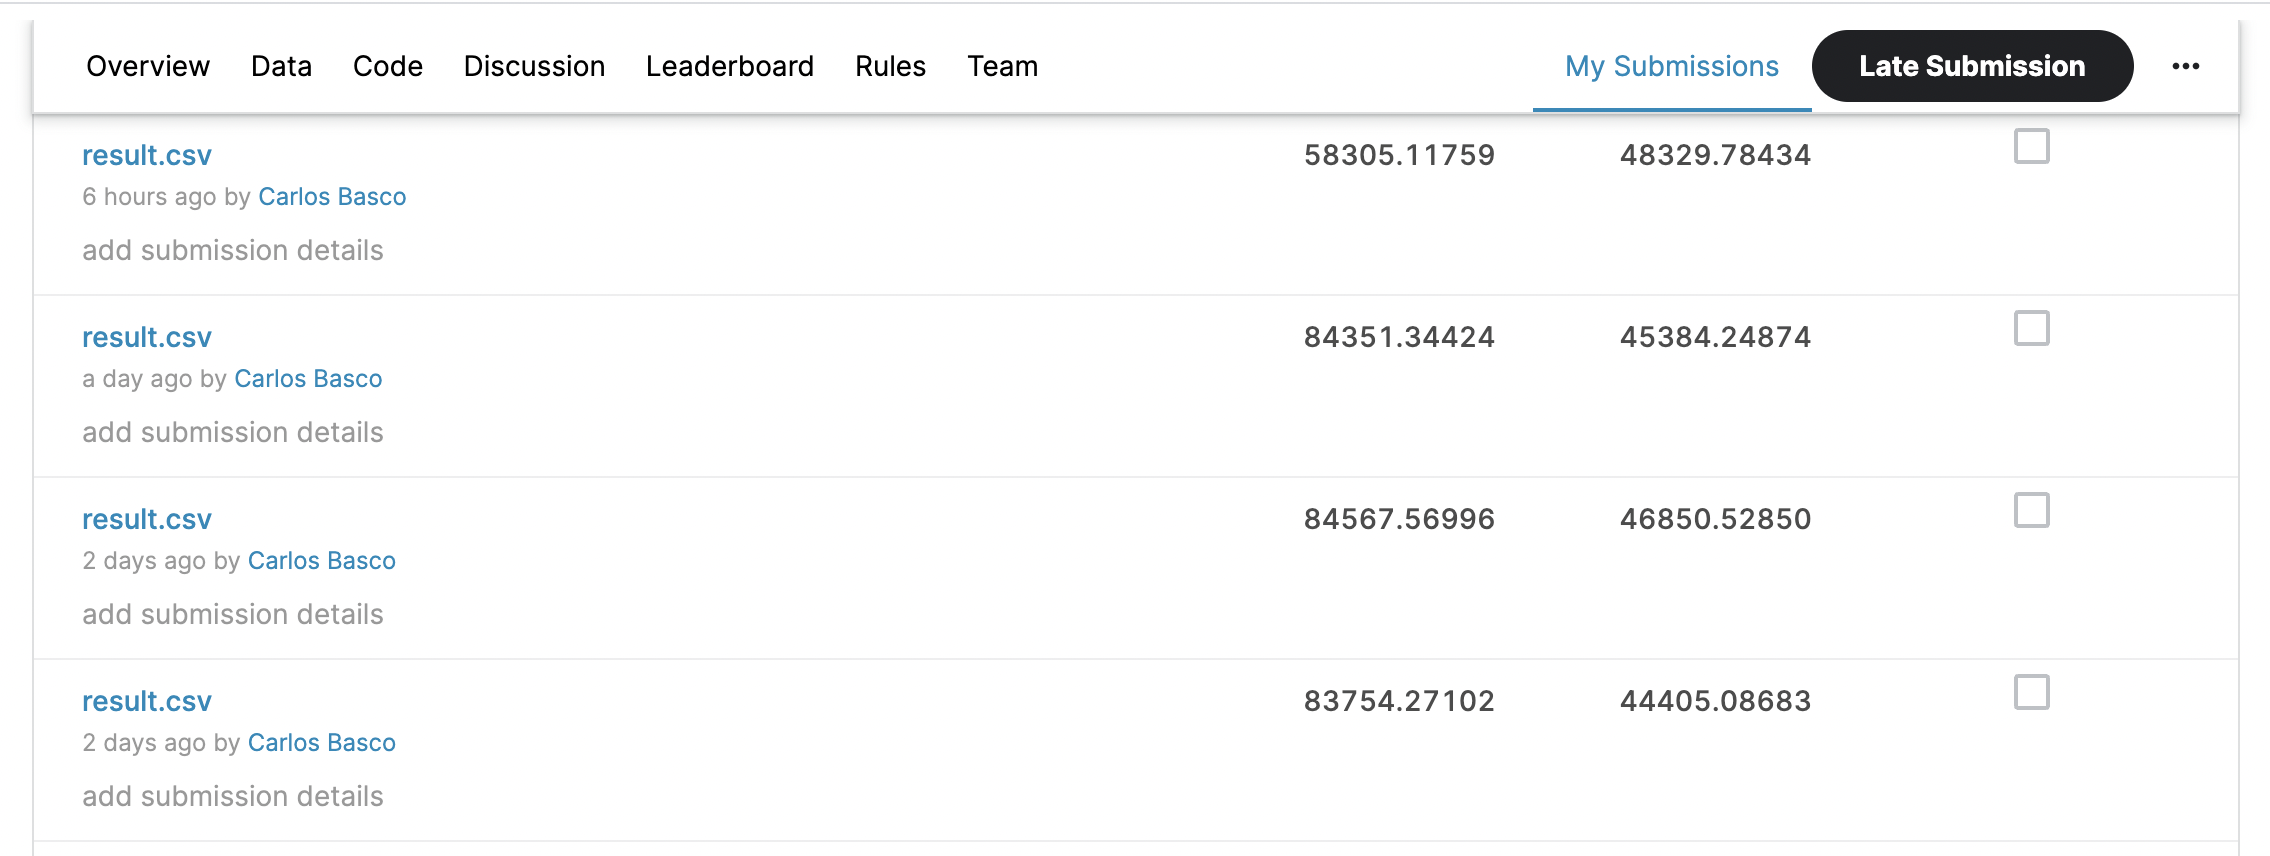 Overview Data Code Discussion Leaderboard Rules Team My Submissions Late Submission •••
result.csv 58305.11759 48329.78434
6 hours ago by Carlos Basco
add submission details
result.csv 84351.34424 45384.24874
a day ago by Carlos Basco
add submission details
result.csv 84567.56996 46850.52850
2 days ago by Carlos Basco
add submission details
result.csv 83754.27102 44405.08683
2 days ago by Carlos Basco
add submission details